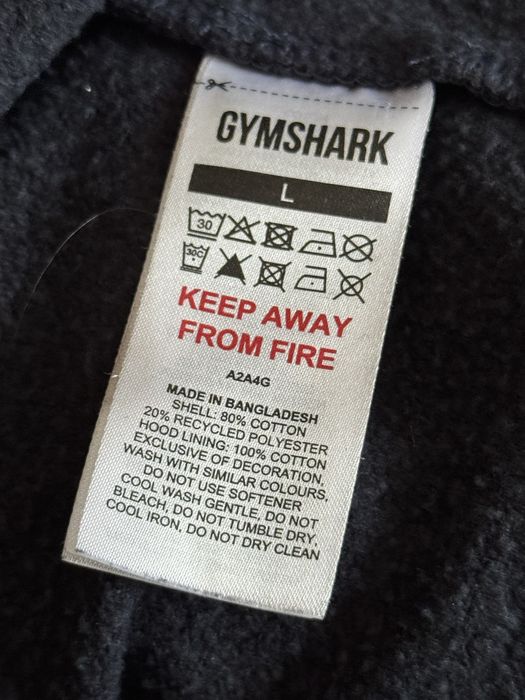 GYMSHARK
L
30
30C
KEEP AWAY
FROM FIRE
A2A4G
MADE IN BANGLADESH
SHELL: 80% COTTON
20% RECYCLED POLYESTER
HOOD LINING: 100% COTTON
EXCLUSIVE OF DECORATION.
WASH WITH SIMILAR COLOURS,
DO NOT USE SOFTENER
COOL WASH GENTLE, DO NOT
BLEACH, DO NOT TUMBLE DRY,
COOL IRON, DO NOT DRY CLEAN